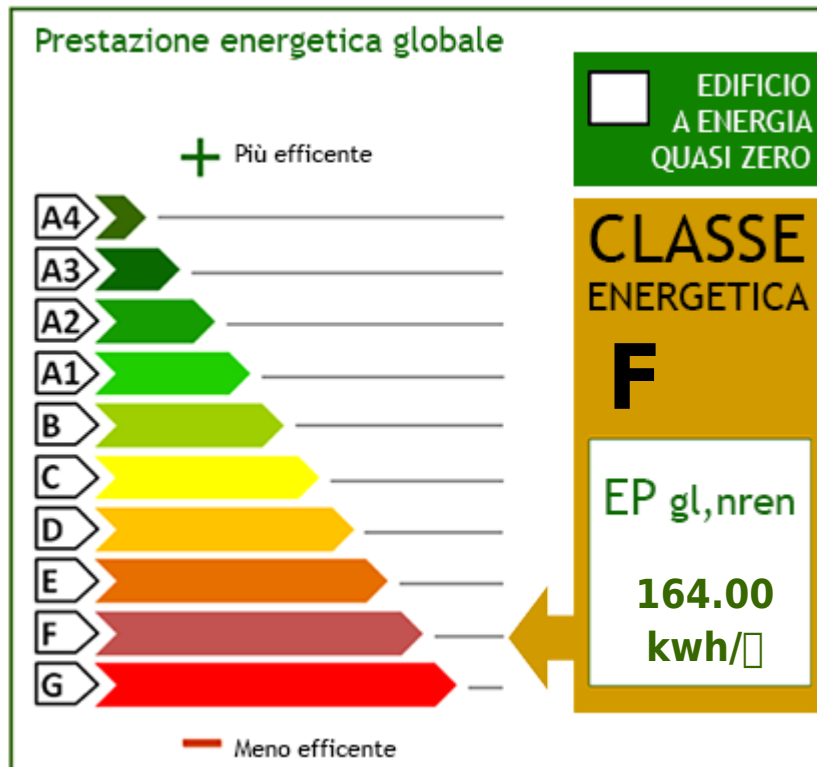 Prestazione energetica globale
EDIFICIO
A ENERGIA
QUASI ZERO
Più efficente
A4
A3
A2
A1
B
C
D
E
F
G
Meno efficente
CLASSE
ENERGETICA
F
EP gl,nren
164.00
kwh/